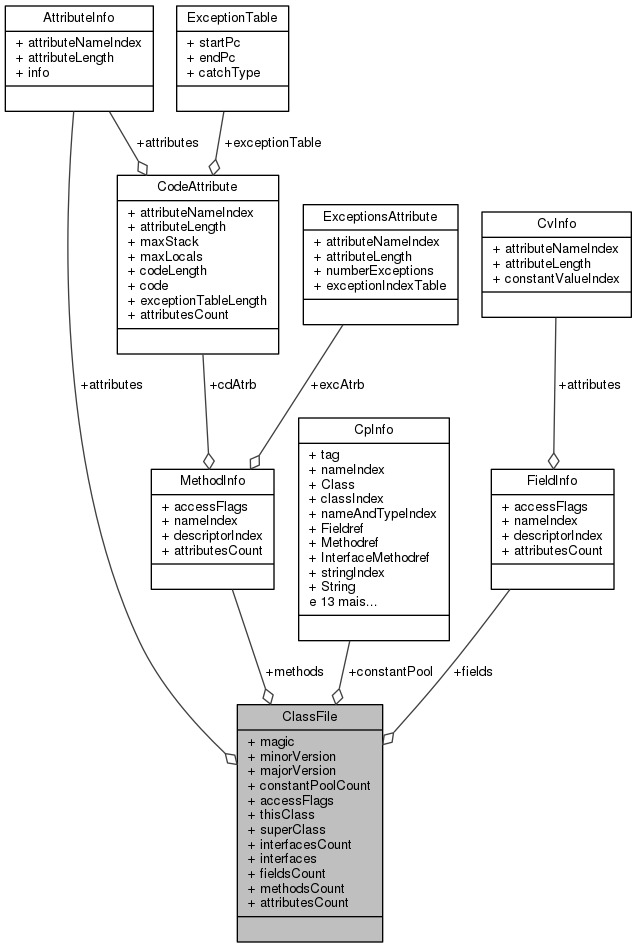 AttributeInfo
+ attributeNameIndex
+ attributeLength
+ info
ExceptionTable
+ startPc
+ endPc
+ catchType
+attributes
+exceptionTable
CodeAttribute
+ attributeNameIndex
+ attributeLength
+ maxStack
+ maxLocals
+ codeLength
+ code
+ exceptionTableLength
+ attributesCount
ExceptionsAttribute
+ attributeNameIndex
+ attributeLength
+ numberExceptions
+ exceptionIndexTable
CvInfo
+ attributeNameIndex
+ attributeLength
+ constantValueIndex
+attributes
+cdAtrb
+excAtrb
+attributes
MethodInfo
+ accessFlags
+ nameIndex
+ descriptorIndex
+ attributesCount
CpInfo
+ tag
+ nameIndex
+ Class
+ classIndex
+ nameAndTypeIndex
+ Fieldref
+ Methodref
+ InterfaceMethodref
+ stringIndex
+ String
e 13 mais...
FieldInfo
+ accessFlags
+ nameIndex
+ descriptorIndex
+ attributesCount
+methods
+constantPool
+fields
ClassFile
+ magic
+ minorVersion
+ majorVersion
+ constantPoolCount
+ accessFlags
+ thisClass
+ superClass
+ interfacesCount
+ interfaces
+ fieldsCount
+ methodsCount
+ attributesCount